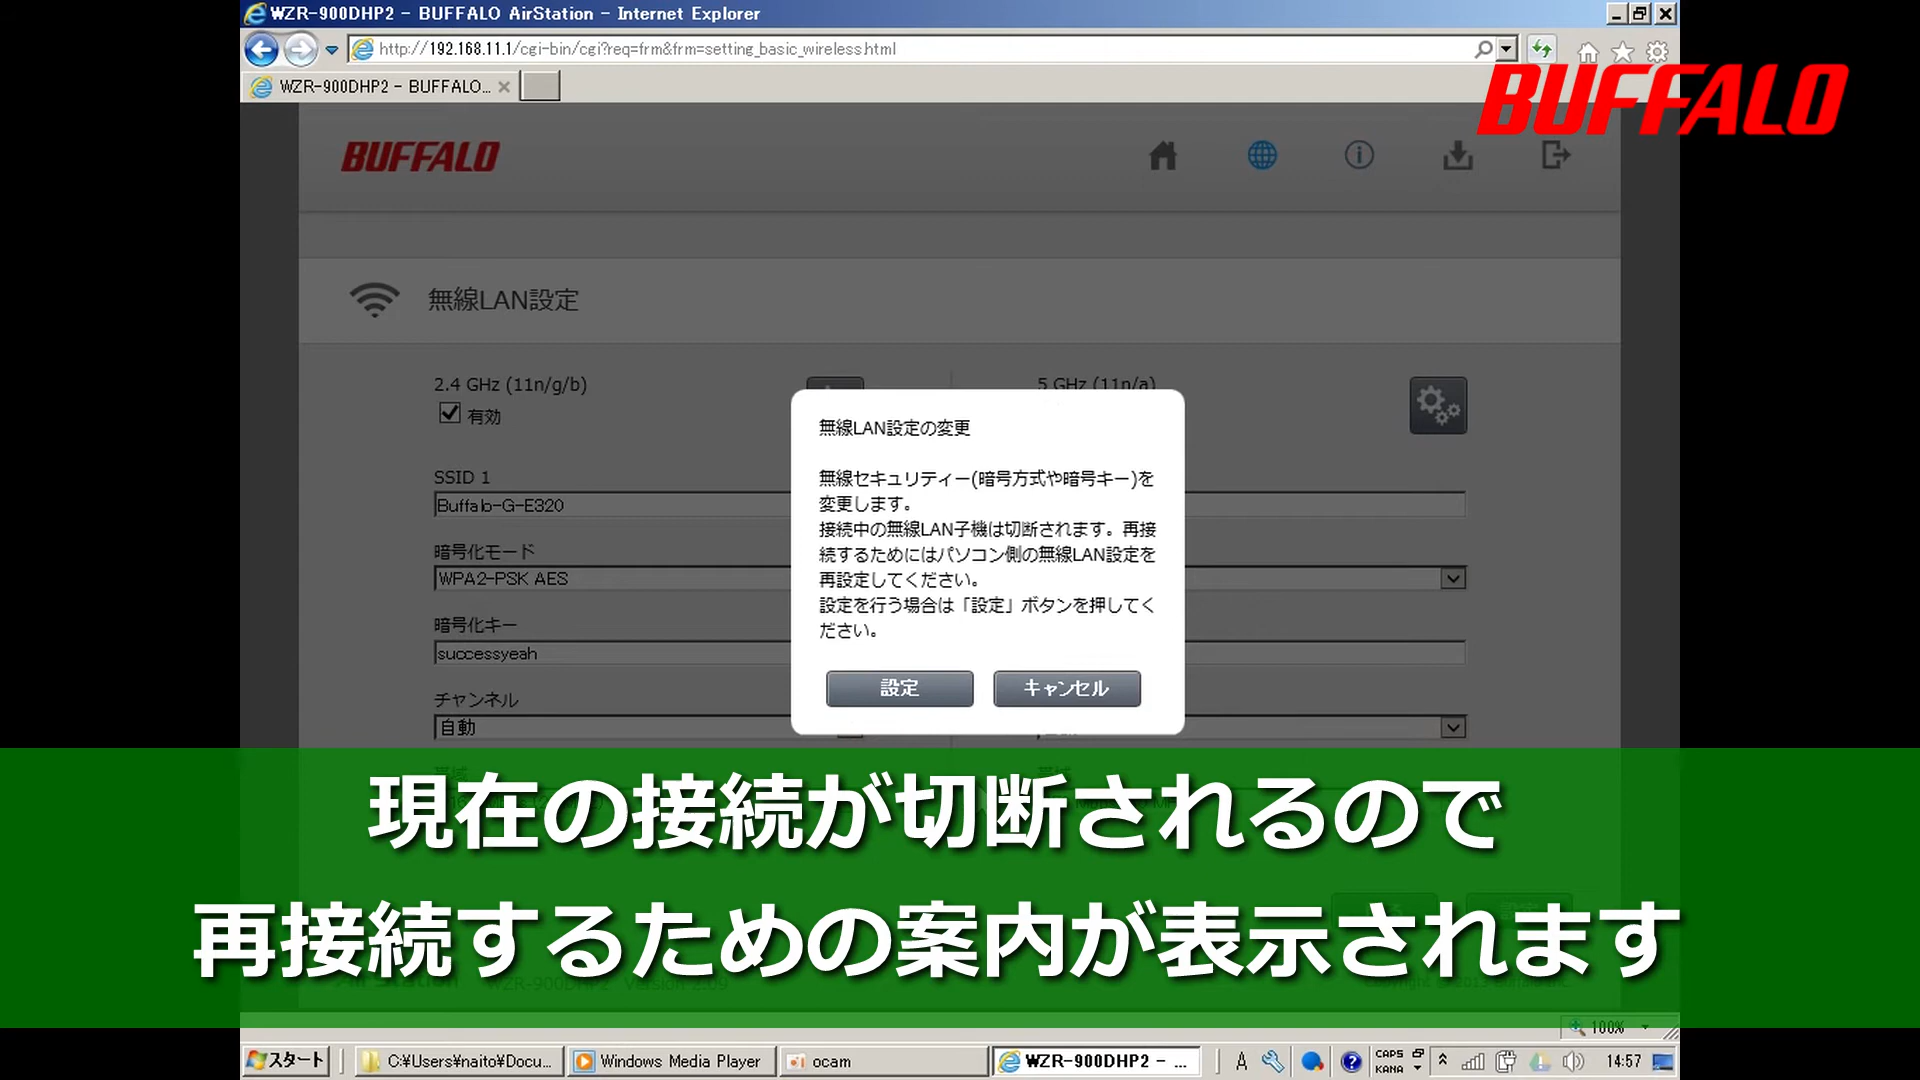 WZR-900DHP2 - BUFFALO AirStation - Internet Explorer
http://192.168.11.1/cgi-bin/cgi?req=frm&frm=setting_basic_wireless.html
WZR-900DHP2 - BUFFALO...
BUFFALO
BUFFALO
無線LAN設定
2.4 GHz (11n/g/b)
有効
5 GHz (11n/a)
SSID 1
Buffalo-G-E320
暗号化モード
WPA2-PSK AES
暗号化キー
successyeah
チャンネル
自動
無線LAN設定の変更
無線セキュリティー(暗号方式や暗号キー)を
変更します。
接続中の無線LAN子機は切断されます。再接
続するためにはパソコン側の無線LAN設定を
再設定してください。
設定を行う場合は「設定」ボタンを押してく
ださい。
設定
キャンセル
現在の接続が切断されるので
再接続するための案内が表示されます
WZR-900DHP2 Version 2.09
100%
スタート
C:¥Users¥naito¥Docu...
Windows Media Player
ocam
WZR-900DHP2 - ...
A
CAPS
KANA
14:57